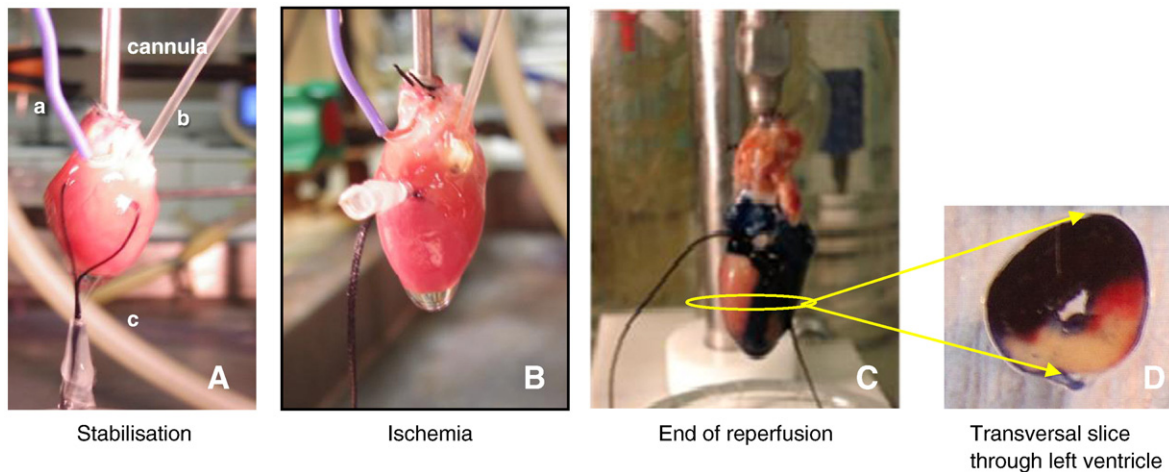 cannula
a
b
c
A
B
C
D
Stabilisation
Ischemia
End of reperfusion
Transversal slice
through left ventricle